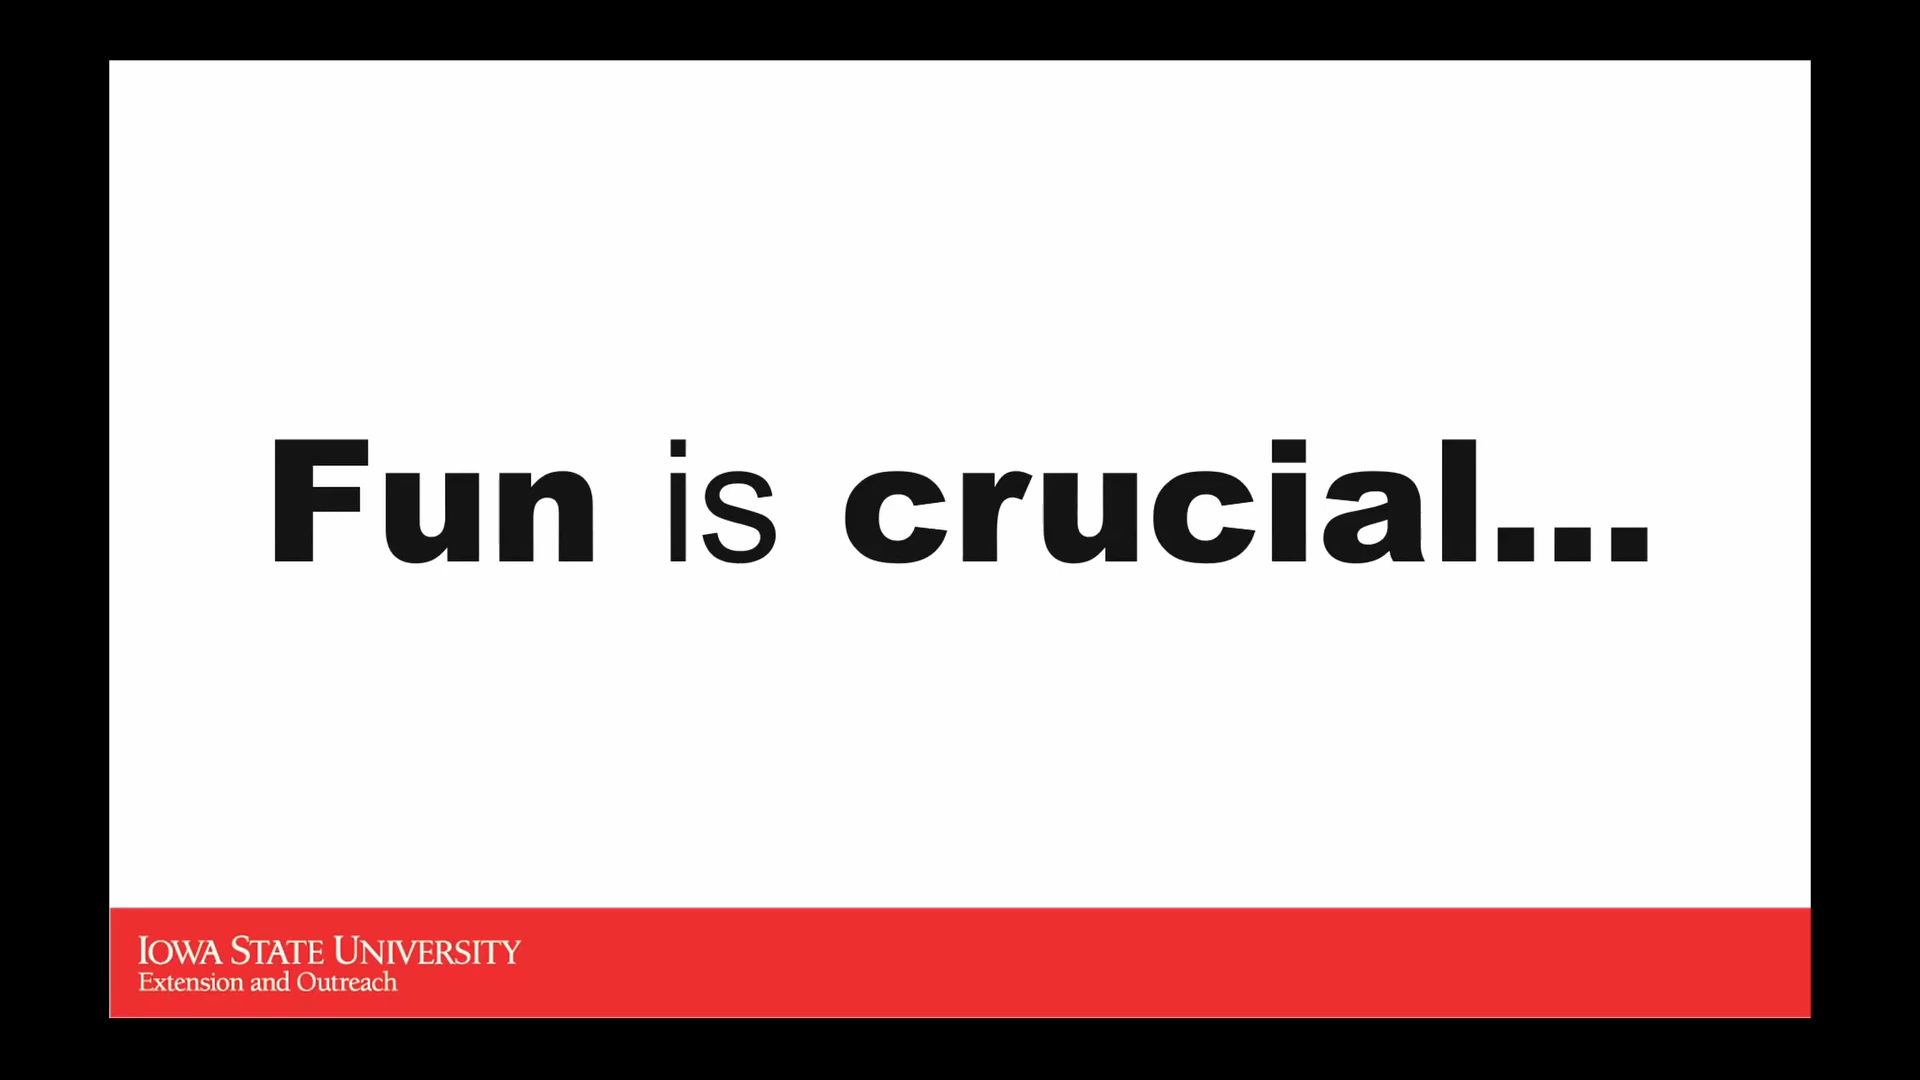 Fun is crucial...
IOWA STATE UNIVERSITY
Extension and Outreach